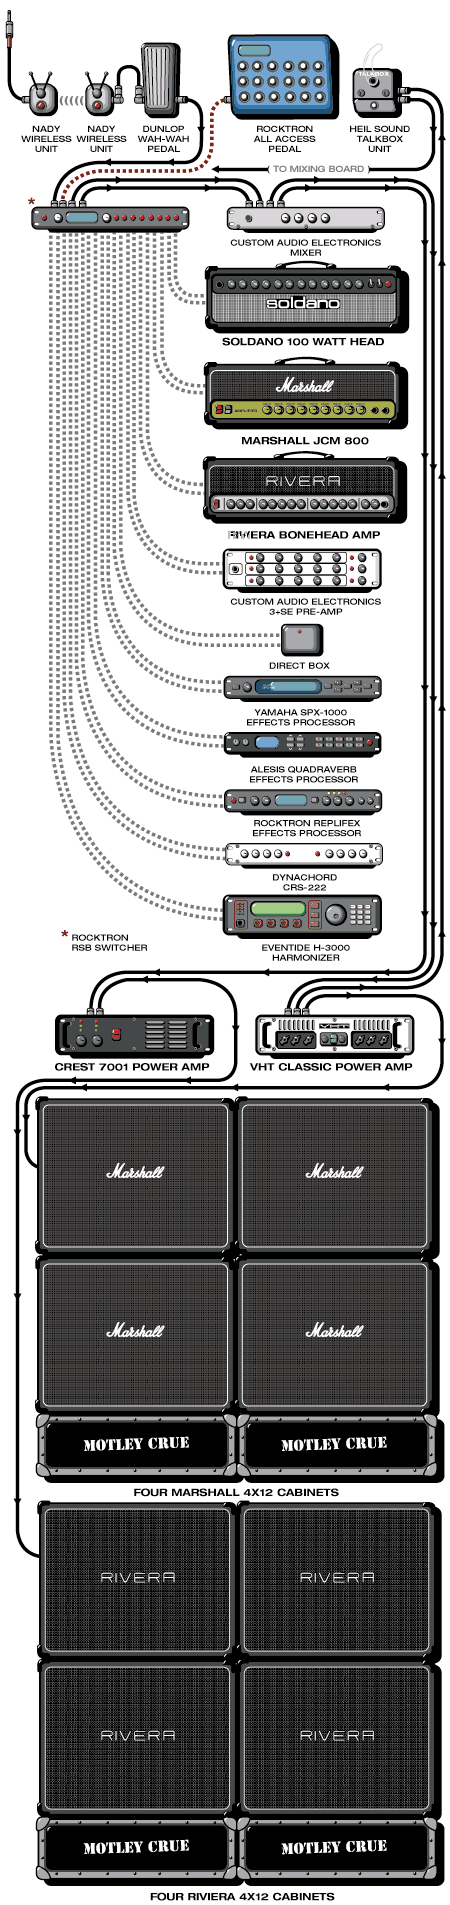 TALKBOX
NADY
WIRELESS
UNIT
NADY
WIRELESS
UNIT
DUNLOP
WAH-WAH
PEDAL
ROCKTRON
ALL ACCESS
PEDAL
HEIL SOUND
TALKBOX
UNIT
( TO MIXING BOARD )
*
CUSTOM AUDIO ELECTRONICS
MIXER
soldano
SOLDANO 100 WATT HEAD
Marshall
MARSHALL JCM 800
RIVERA
RIVERA BONEHEAD AMP
CUSTOM AUDIO ELECTRONICS
3+SE PRE-AMP
DIRECT BOX
YAMAHA SPX-1000
EFFECTS PROCESSOR
ALESIS QUADRAVERB
EFFECTS PROCESSOR
ROCKTRON REPLIFEX
EFFECTS PROCESSOR
DYNACHORD
CRS-222
* ROCKTRON
RSB SWITCHER
EVENTIDE H-3000
HARMONIZER
VHT
CREST 7001 POWER AMP
VHT CLASSIC POWER AMP
Marshall
Marshall
Marshall
Marshall
MOTLEY CRUE
MOTLEY CRUE
FOUR MARSHALL 4X12 CABINETS
RIVERA
RIVERA
RIVERA
RIVERA
MOTLEY CRUE
MOTLEY CRUE
FOUR RIVIERA 4X12 CABINETS